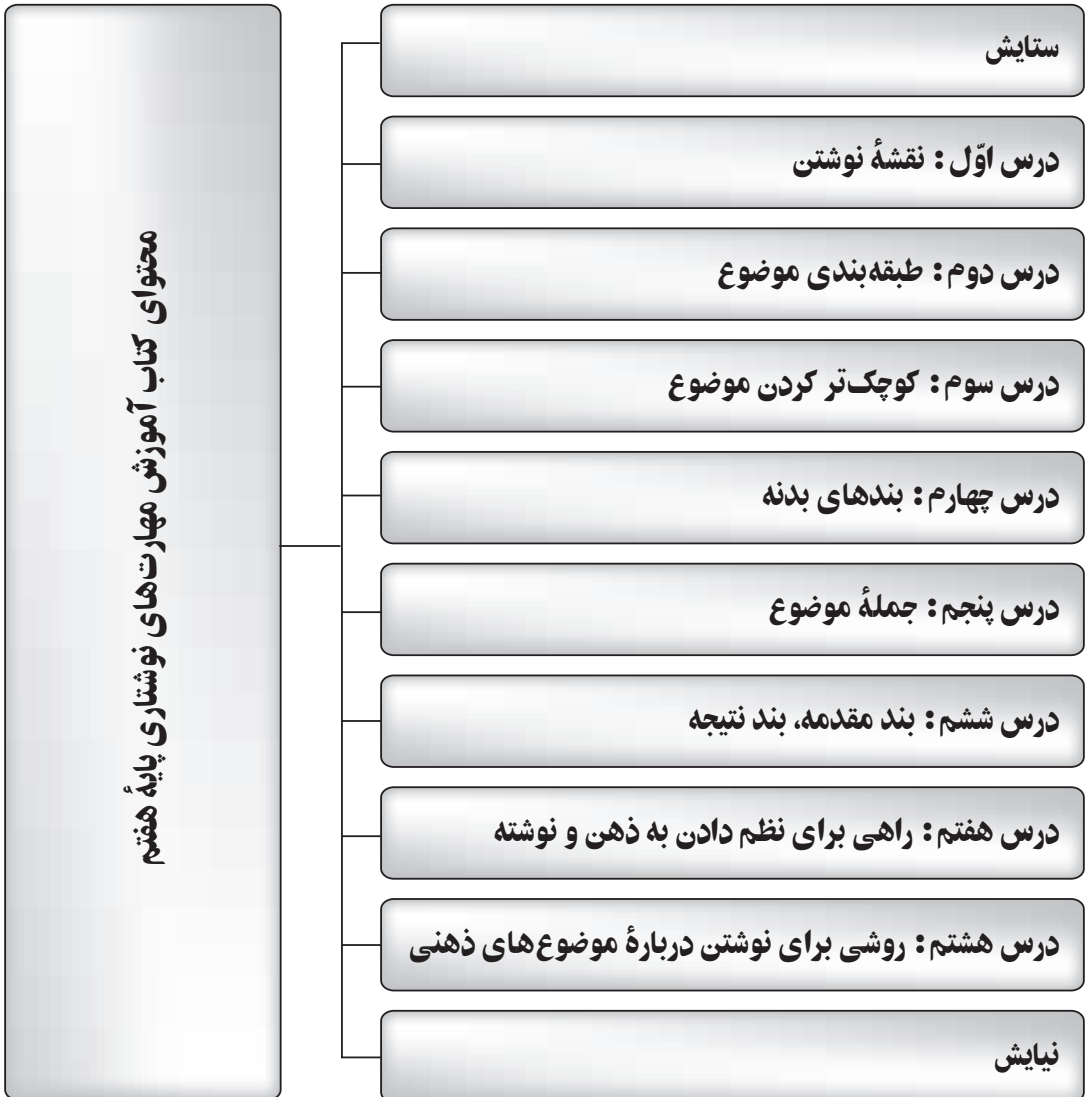 محتوای کتاب آموزش مهارت‌های نوشتاری پایهٔ هفتم
ستایش
درس اوّل: نقشهٔ نوشتن
درس دوم: طبقه‌بندی موضوع
درس سوم: کوچک‌تر کردن موضوع
درس چهارم: بندهای بدنه
درس پنجم: جملهٔ موضوع
درس ششم: بند مقدمه، بند نتیجه
درس هفتم: راهی برای نظم دادن به ذهن و نوشته
درس هشتم: روشی برای نوشتن دربارهٔ موضوع‌های ذهنی
نیایش